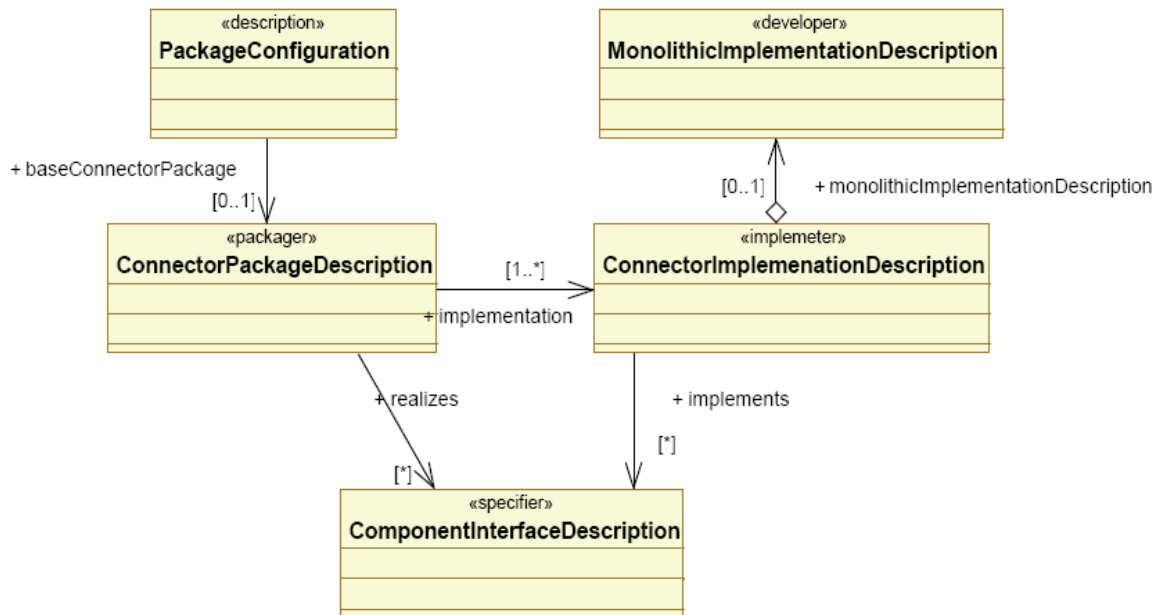 «description»
PackageConfiguration
«developer»
MonolithicImplementationDescription
+ baseConnectorPackage
[0..1]
[0..1]
+ monolithicImplementationDescription
«packager»
ConnectorPackageDescription
[1..*]
+ implementation
«implemeter»
ConnectorImplemenationDescription
+ realizes
[*]
+ implements
[*]
«specifier»
ComponentInterfaceDescription